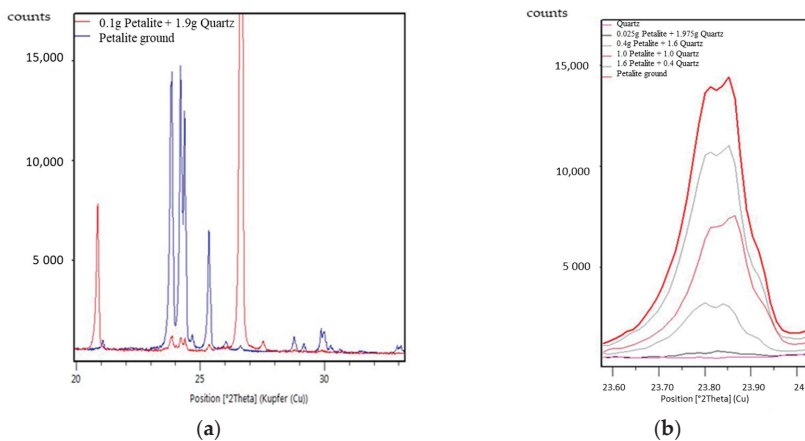 counts
0.1g Petalite + 1.9g Quartz
Petalite ground
15,000
10,000
5 000
20
25
30
Position [°2Theta] (Kupfer (Cu))
(a)
counts
Quartz
0.025g Petalite + 1.975g Quartz
0.4g Petalite + 1.6 Quartz
1.0 Petalite + 1.0 Quartz
1.6 Petalite + 0.4 Quartz
Petalite ground
15,000
10,000
5 000
23.60
23.70
23.80
23.90
24
Position [°2Theta] (Cu)
(b)